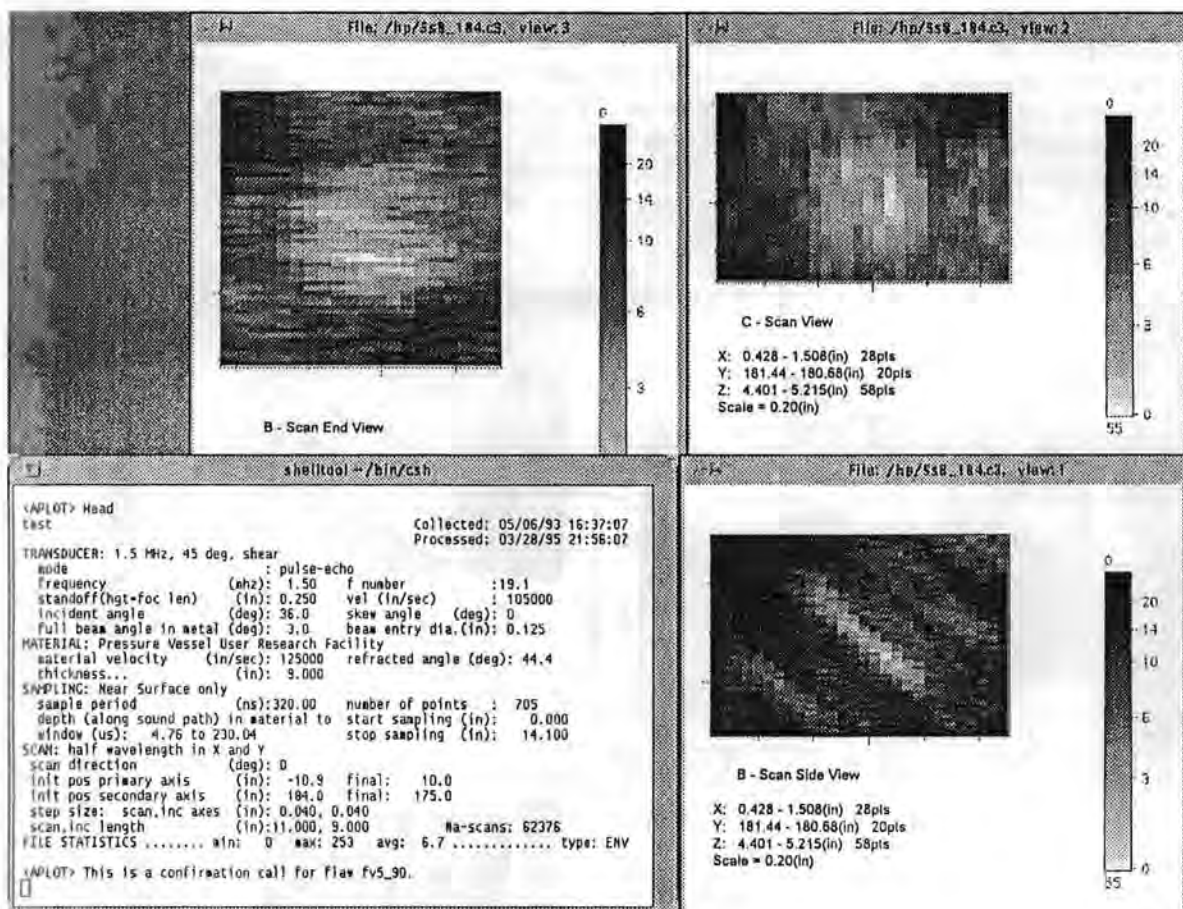 File: /hp/Ss8_184.c3, view: 3
0
20
14
10
6
3
B - Scan End View
File: /hp/Ss8_184.c3, view: 2
0
20
14
10
6
3
0
55
C - Scan View
X: 0.428 - 1.508(in) 28pts
Y: 181.44 - 180.68(in) 20pts
Z: 4.401 - 5.215(in) 58pts
Scale = 0.20(in)
shelltool - /bin/csh
<APLOT> Head
test Collected: 05/06/93 16:37:07
Processed: 03/28/95 21:56:07
TRANSDUCER: 1.5 MHz, 45 deg, shear
mode : pulse-echo
frequency (mhz): 1.50 f number :19.1
standoff(hgt+foc len) (in): 0.250 vel (in/sec) : 105000
incident angle (deg): 36.0 skew angle (deg): 0
full beam angle in metal (deg): 3.0 beam entry dia.(in): 0.125
MATERIAL: Pressure Vessel User Research Facility
material velocity (in/sec): 125000 refracted angle (deg): 44.4
thickness... (in): 9.000
SAMPLING: Near Surface only
sample period (ns):320.00 number of points : 705
depth (along sound path) in material to start sampling (in): 0.000
window (us): 4.76 to 230.04 stop sampling (in): 14.100
SCAN: half wavelength in X and Y
scan direction (deg): 0
init pos primary axis (in): -10.9 final: 10.0
init pos secondary axis (in): 184.0 final: 175.0
step size: scan,inc axes (in): 0.040, 0.040
scan,inc length (in):11.000, 9.000 #a-scans: 62376
FILE STATISTICS ........ min: 0 max: 253 avg: 6.7 ............. type: ENV
<APLOT> This is a confirmation call for flaw fv5_90.
File: /hp/Ss8_184.c3, view: 1
0
20
14
10
6
3
0
55
B - Scan Side View
X: 0.428 - 1.508(in) 28pts
Y: 181.44 - 180.68(in) 20pts
Z: 4.401 - 5.215(in) 58pts
Scale = 0.20(in)